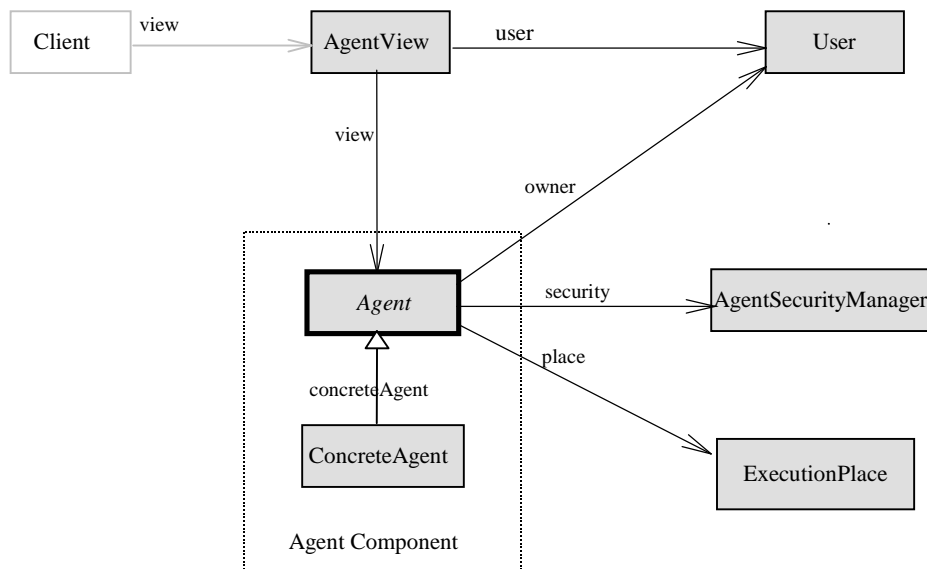 view
Client
AgentView
user
User
view
owner
Agent
security
AgentSecurityManager
place
concreteAgent
ConcreteAgent
ExecutionPlace
Agent Component